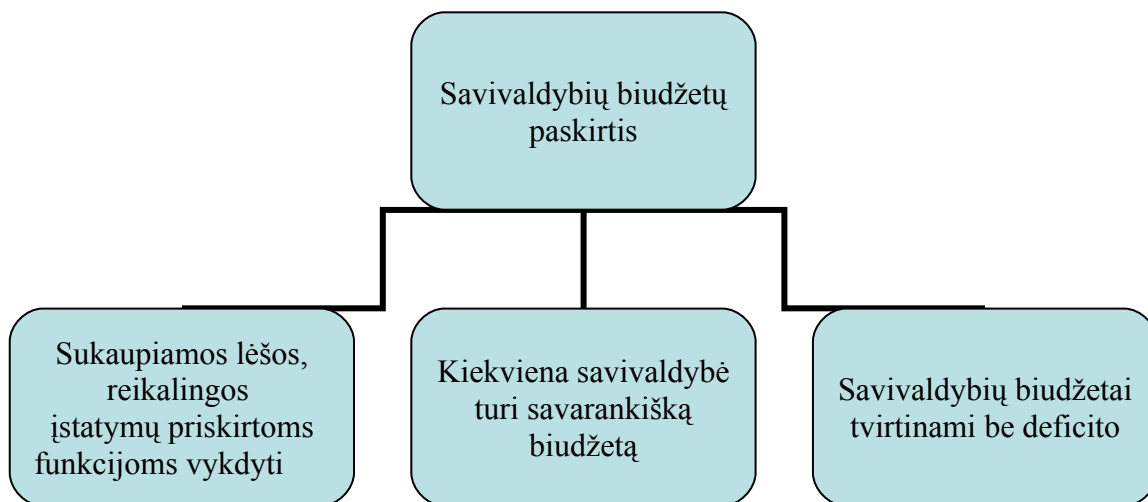 Savivaldybių biudžetų
paskirtis
Sukaupiamos lėšos,
reikalingos
įstatymų priskirtoms
funkcijoms vykdyti
Kiekviena savivaldybė
turi savarankišką
biudžetą
Savivaldybių biudžetai
tvirtinami be deficito